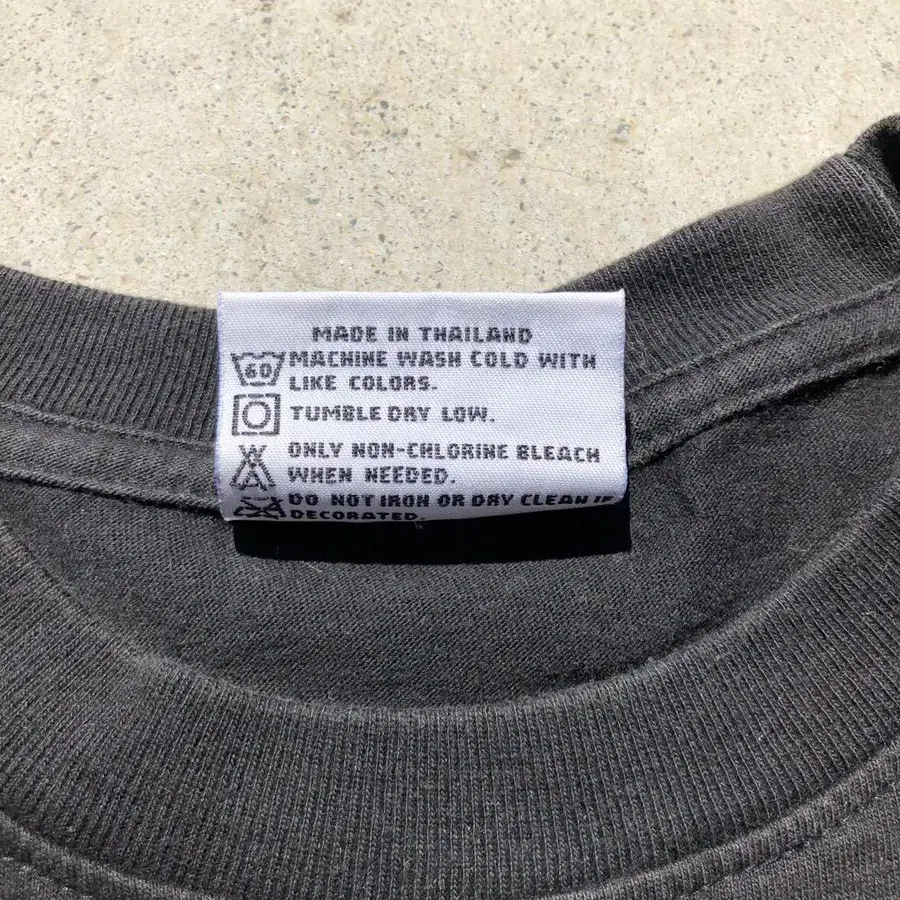 MADE IN THAILAND
60 MACHINE WASH COLD WITH
LIKE COLORS.
TUMBLE DRY LOW.
ONLY NON-CHLORINE BLEACH
WHEN NEEDED.
DO NOT IRON OR DRY CLEAN IF
DECORATED.